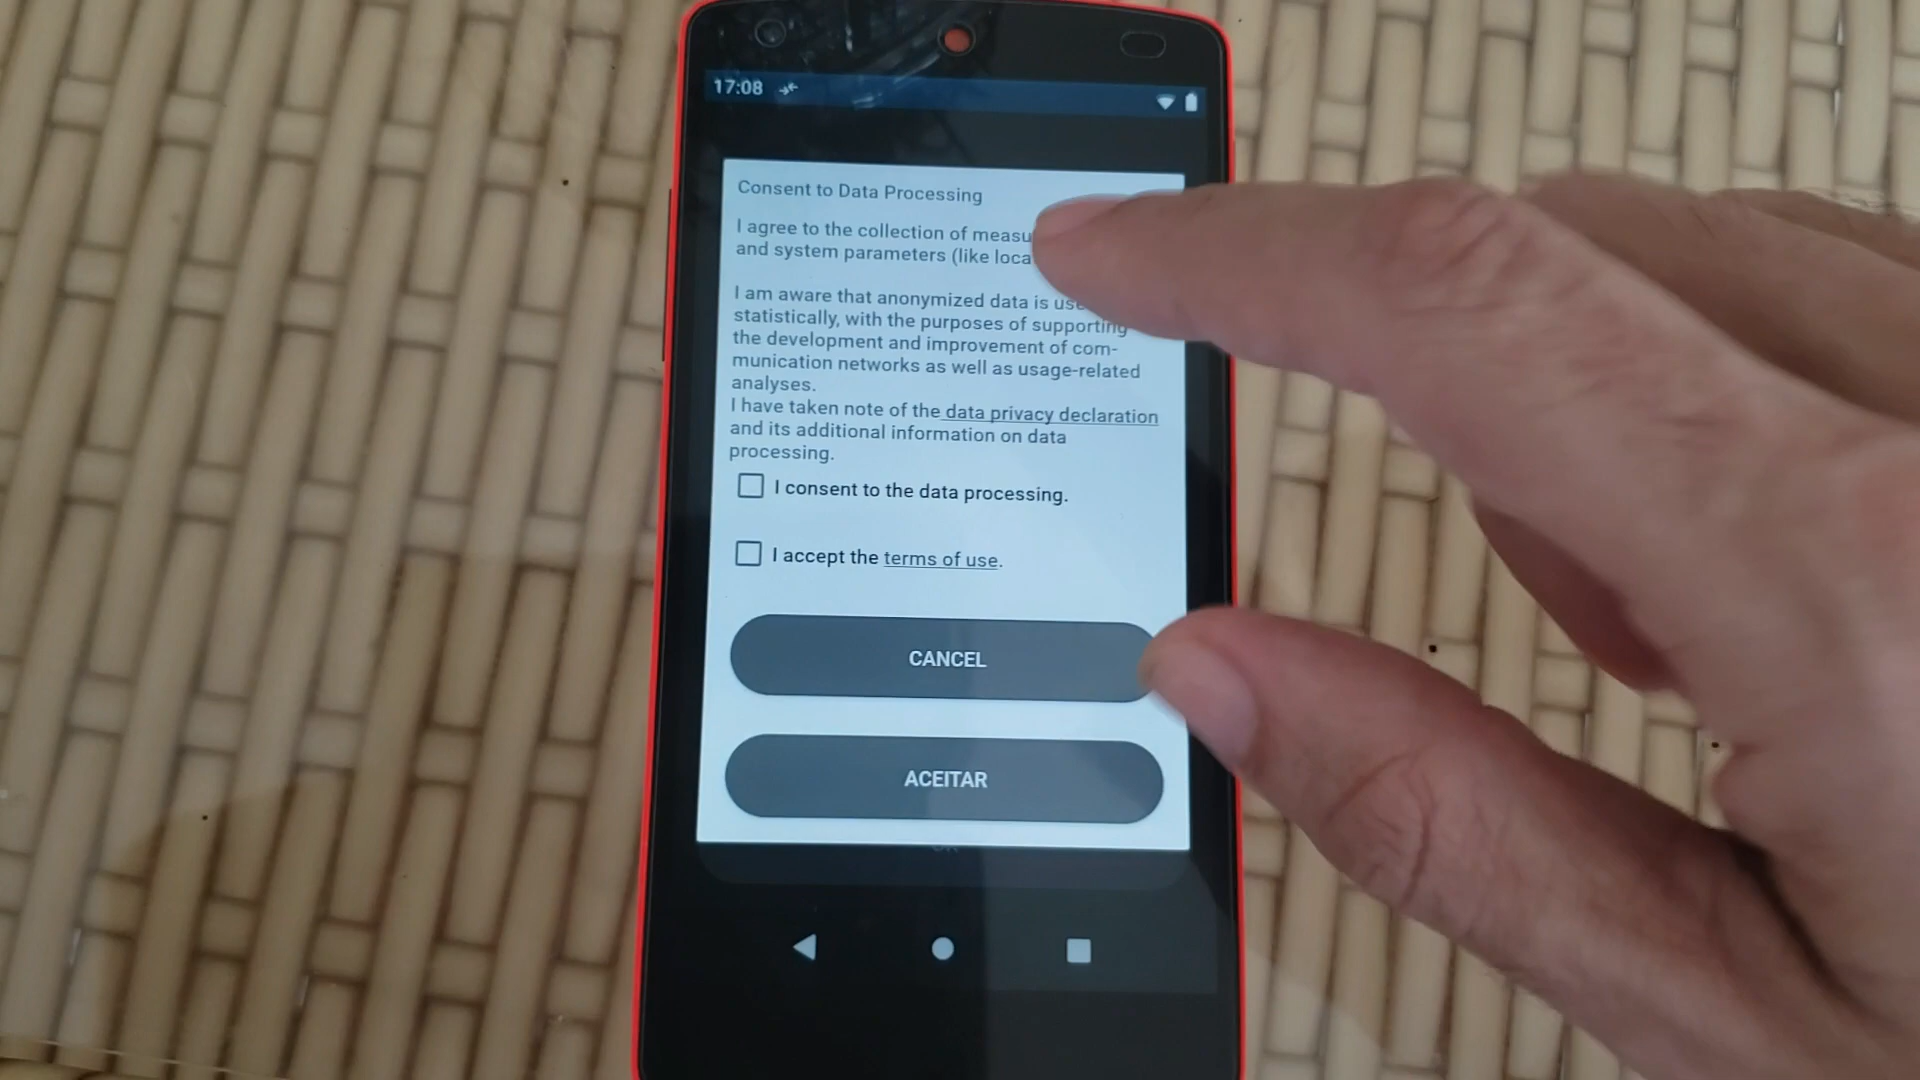 17:08
Consent to Data Processing
I agree to the collection of
and system parameters (like
I am aware that anonymized data is
statistically, with the purposes of supporting
the development and improvement of com-
munication networks as well as usage-related
analyses.
I have taken note of the data privacy declaration
and its additional information on data
processing.
I consent to the data processing.
I accept the terms of use.
CANCEL
ACEITAR